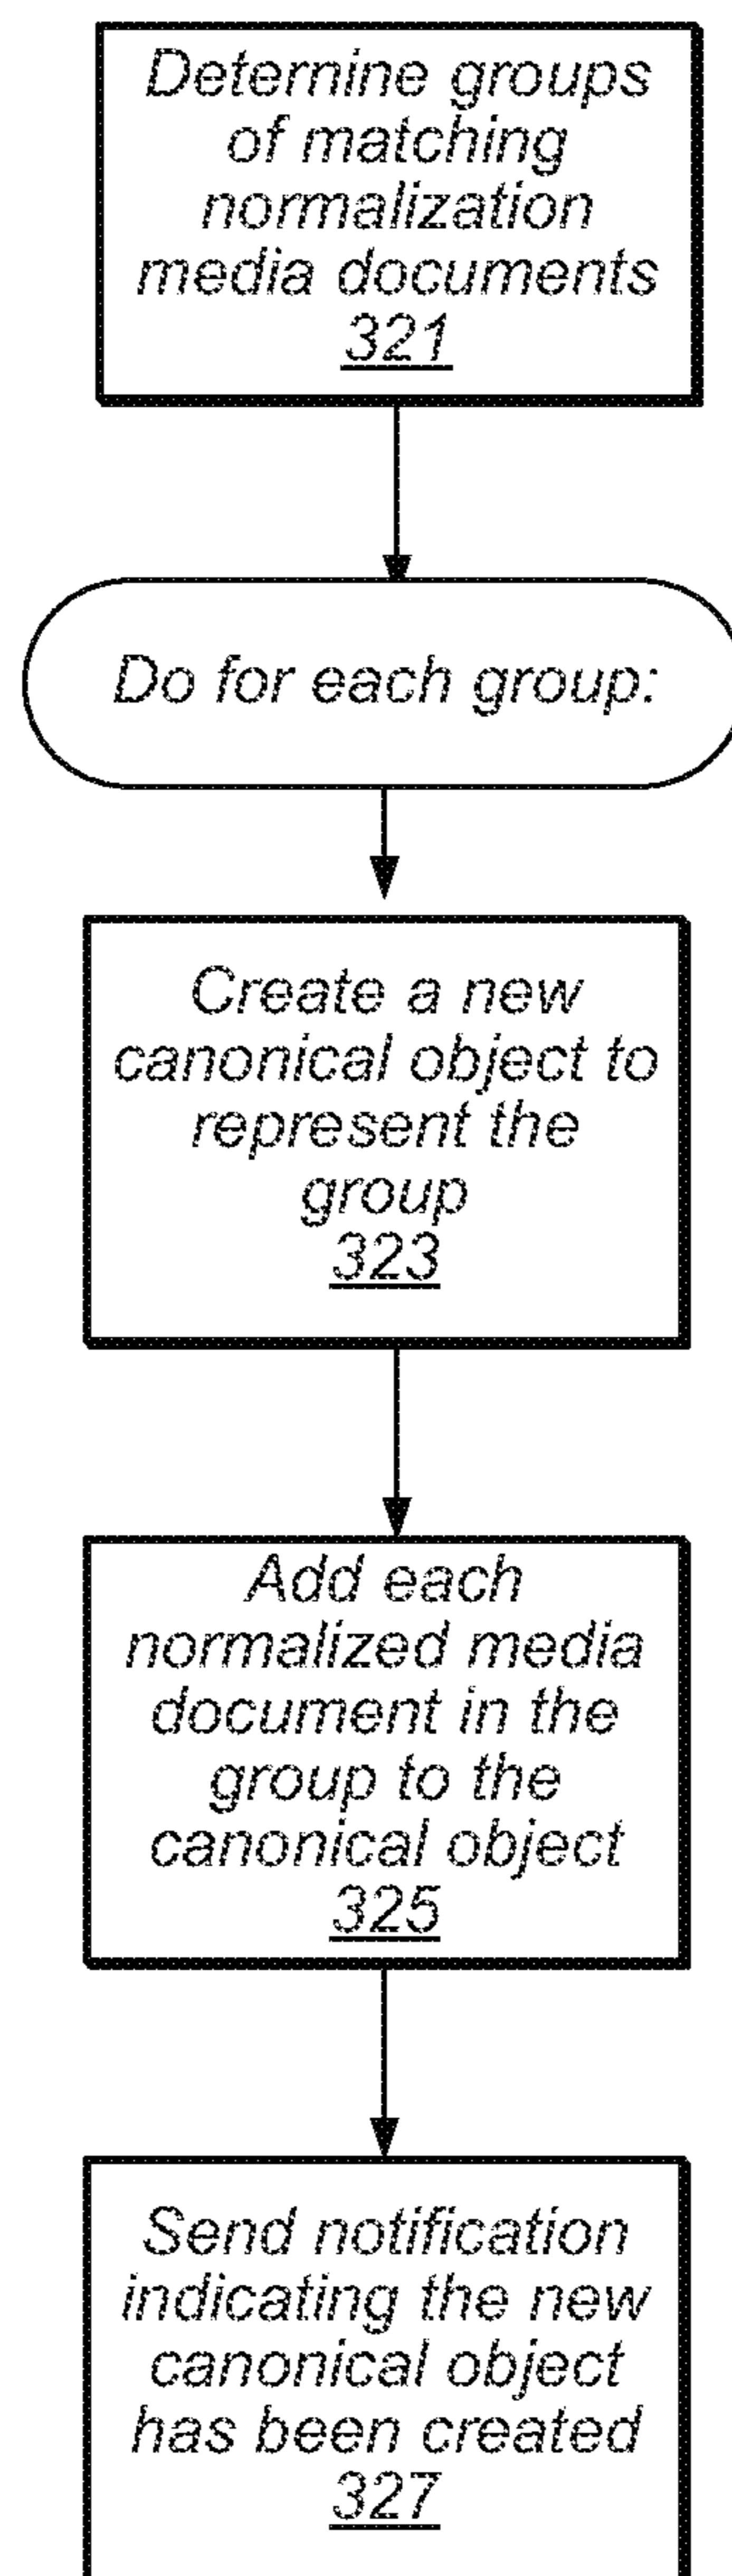 Deternine groups
of matching
normalization
media documents
321
Do for each group:
Create a new
canonical object to
represent the
group
323
Add each
normalized media
document in the
group to the
canonical object
325
Send notification
indicating the new
canonical object
has been created
327